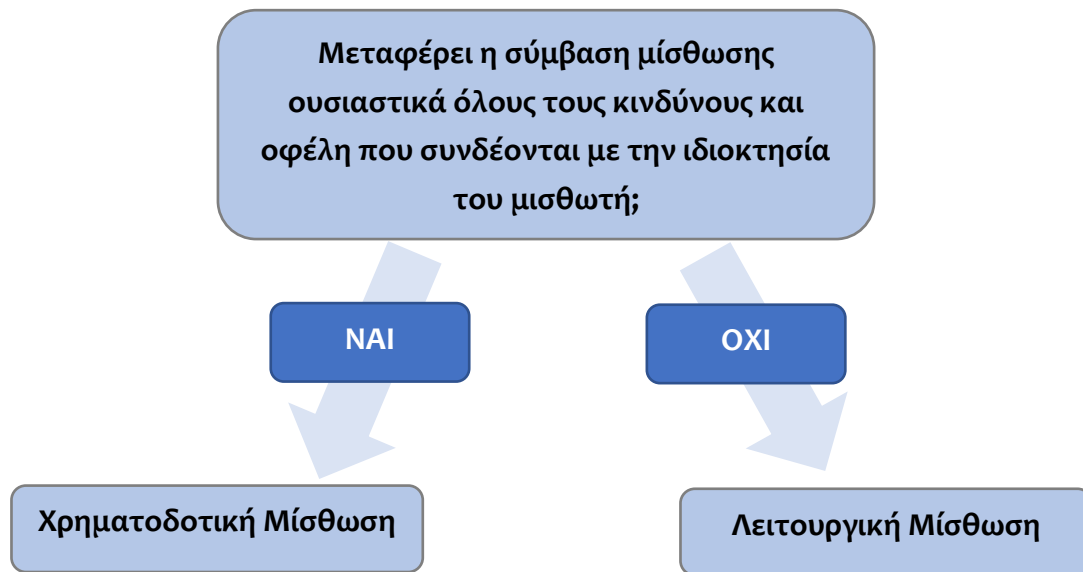 Μεταφέρει η σύμβαση μίσθωσης
ουσιαστικά όλους τους κινδύνους και
οφέλη που συνδέονται με την ιδιοκτησία
του μισθωτή;
ΝΑΙ
ΟΧΙ
Χρηματοδοτική Μίσθωση
Λειτουργική Μίσθωση